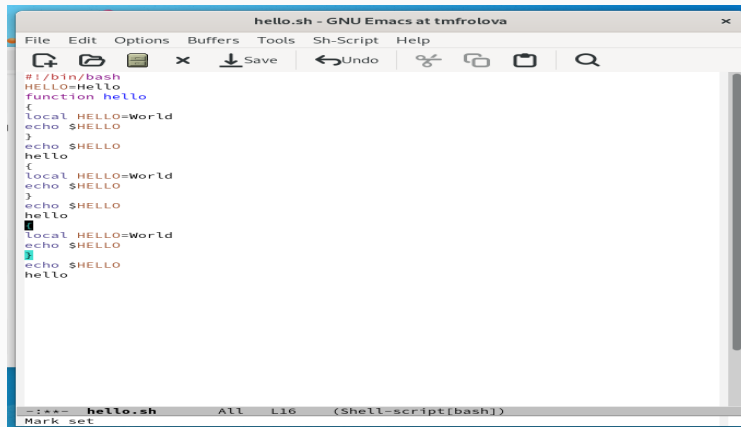 hello.sh - GNU Emacs at tmfrolova
File Edit Options Buffers Tools Sh-Script Help
Save Undo
#!/bin/bash
HELLO=Hello
function hello
{
local HELLO=World
echo $HELLO
}
echo $HELLO
hello
{
local HELLO=World
echo $HELLO
}
echo $HELLO
hello
{
local HELLO=World
echo $HELLO
}
echo $HELLO
hello
-:**- hello.sh All L16 (Shell-script[bash])
Mark set